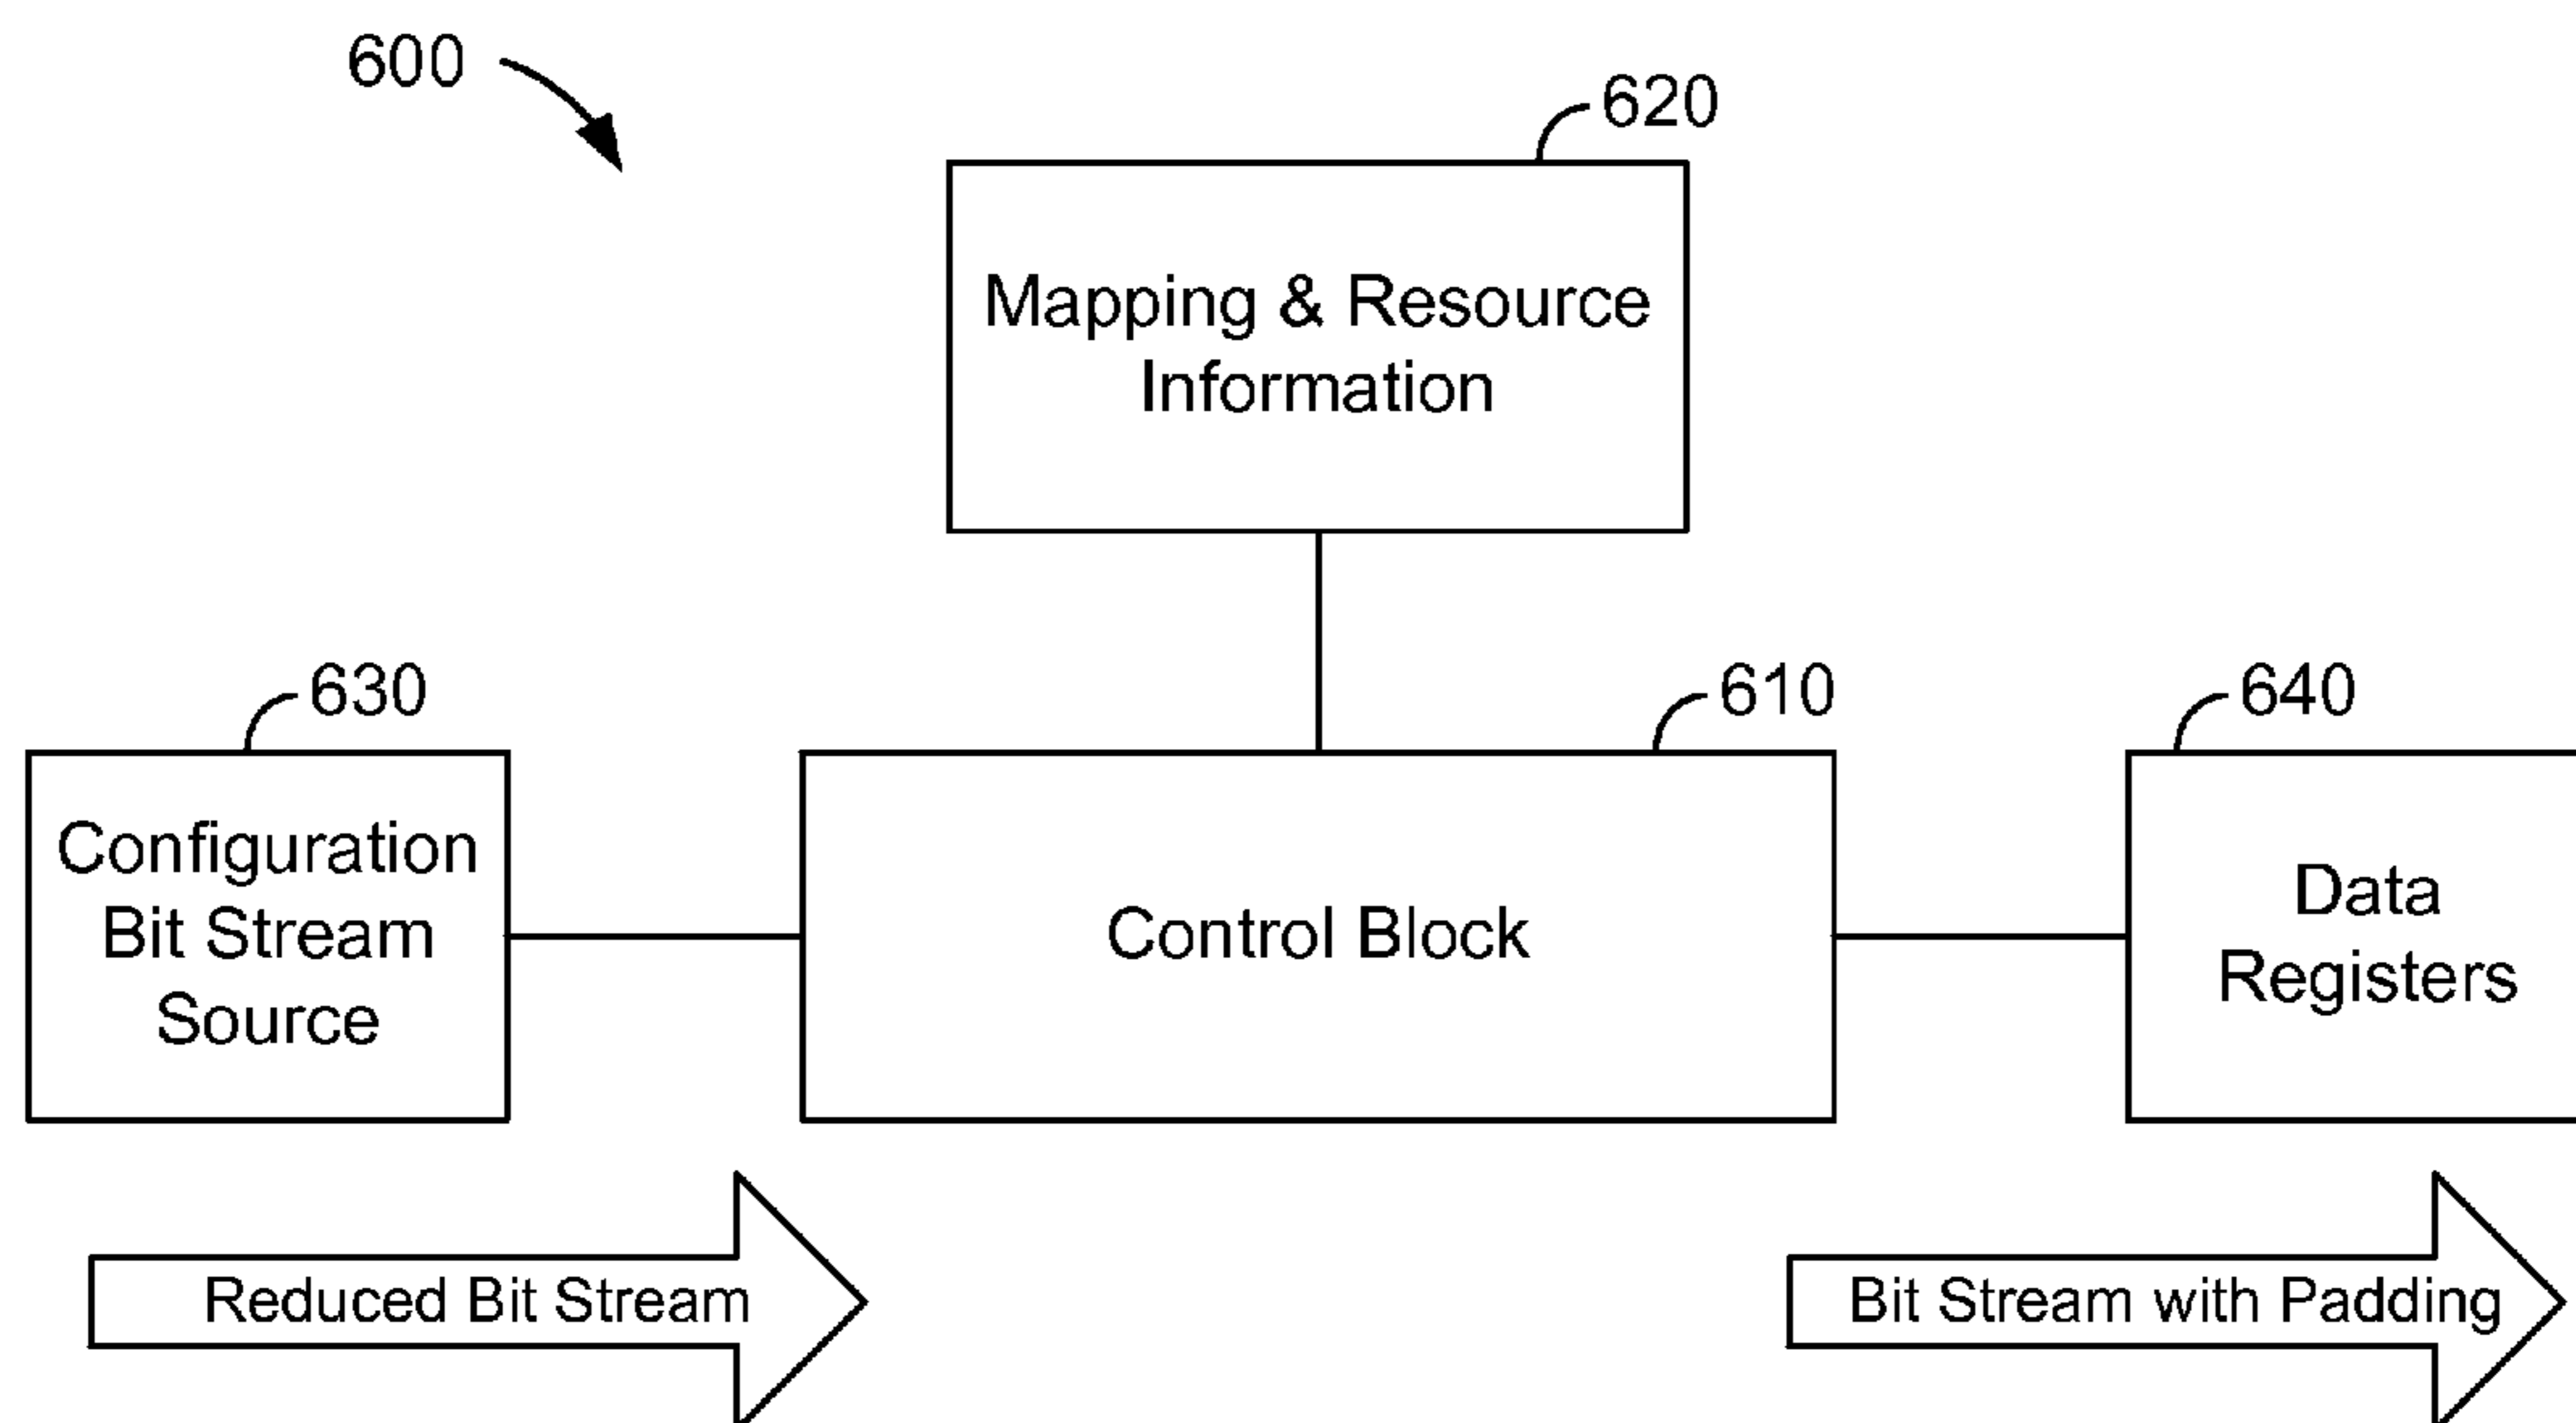 600
620
Mapping & Resource
Information
630
610
640
Configuration
Bit Stream
Source
Control Block
Data
Registers
Reduced Bit Stream
Bit Stream with Padding